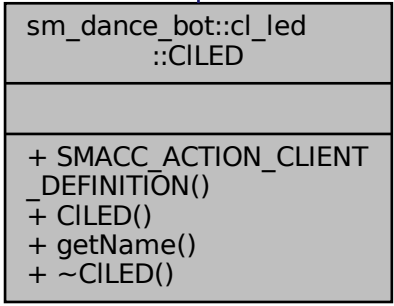 sm_dance_bot::cl_led
::ClLED
+ SMACC_ACTION_CLIENT
_DEFINITION()
+ ClLED()
+ getName()
+ ~ClLED()